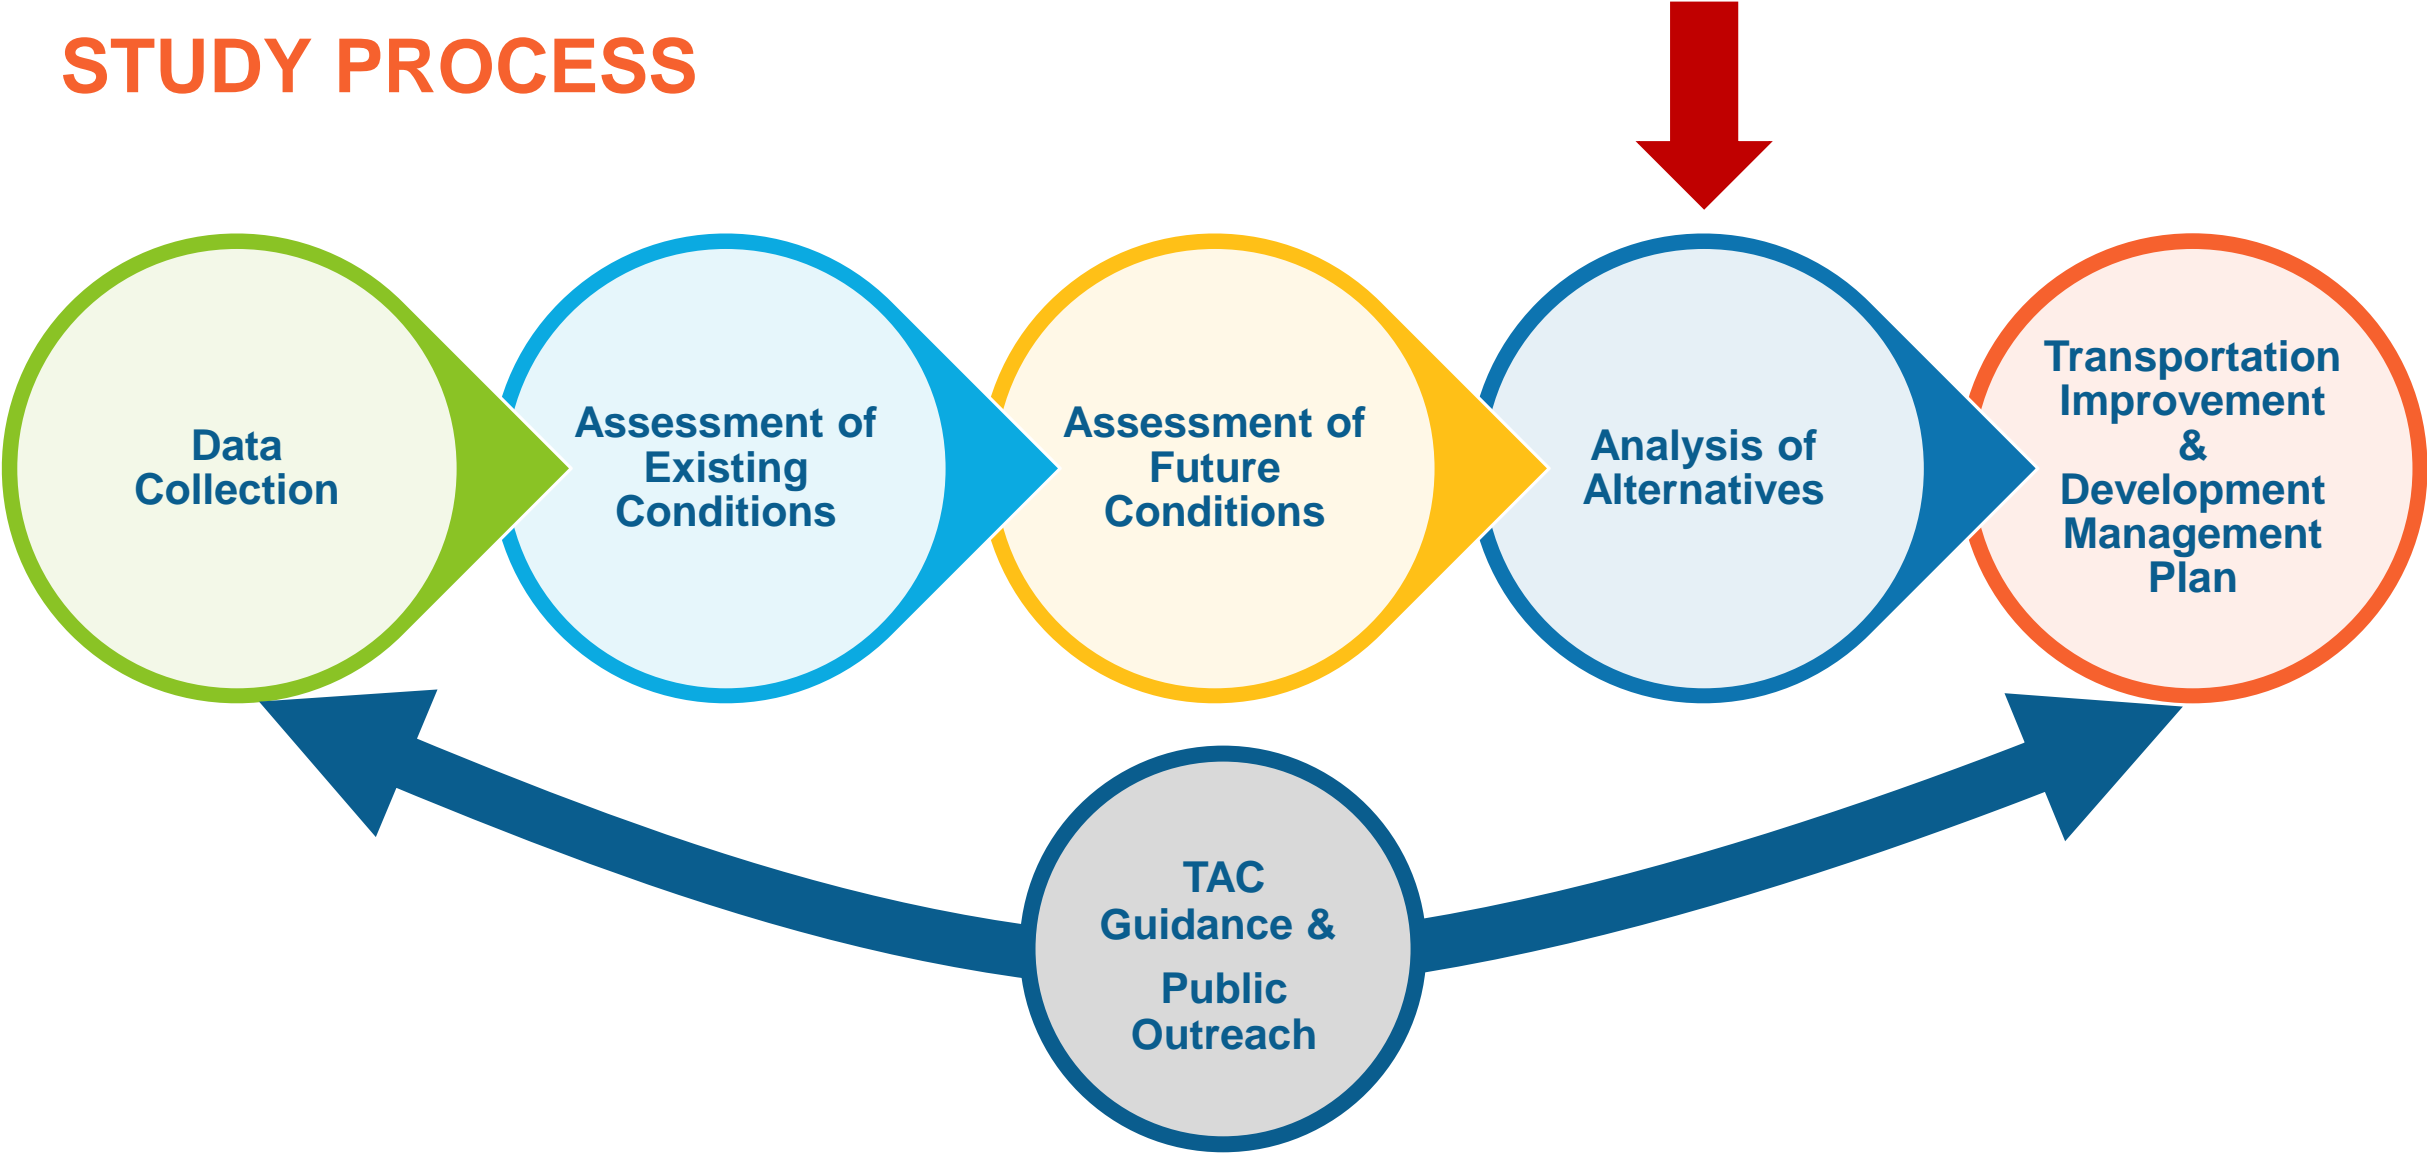 STUDY PROCESS
Data
Collection
Assessment of
Existing
Conditions
Assessment of
Future
Conditions
Analysis of
Alternatives
Transportation
Improvement
&
Development
Management
Plan
TAC
Guidance &
Public
Outreach